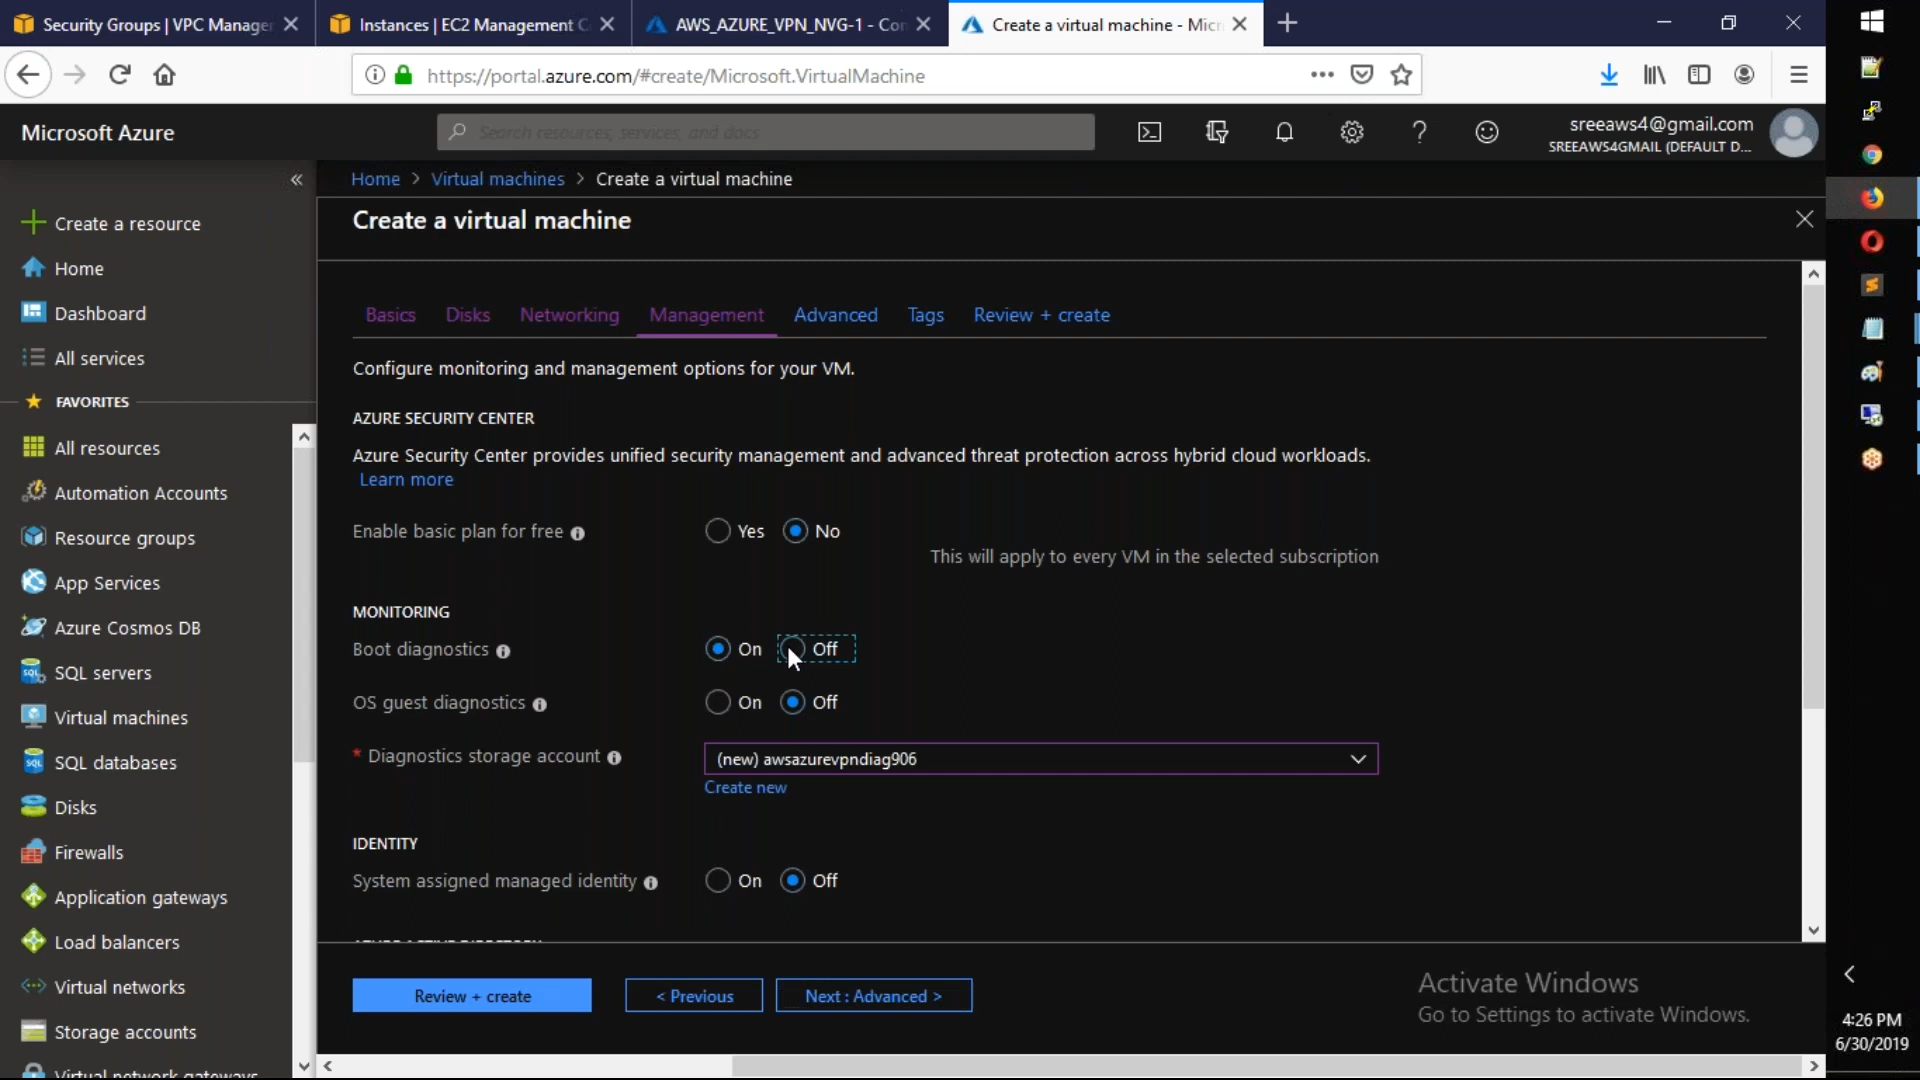 Security Groups | VPC Manager
Instances | EC2 Management C
AWS_AZURE_VPN_NVG-1 - Con
Create a virtual machine - Micr
https://portal.azure.com/#create/Microsoft.VirtualMachine
Microsoft Azure
Search resources, services, and docs
sreeaws4@gmail.com
SREEAWS4GMAIL (DEFAULT D...
Home > Virtual machines > Create a virtual machine
Create a virtual machine
Create a resource
Home
Dashboard
All services
FAVORITES
All resources
Automation Accounts
Resource groups
App Services
Azure Cosmos DB
SQL servers
Virtual machines
SQL databases
Disks
Firewalls
Application gateways
Load balancers
Virtual networks
Storage accounts
Virtual network gateways
Basics Disks Networking Management Advanced Tags Review + create
Configure monitoring and management options for your VM.
AZURE SECURITY CENTER
Azure Security Center provides unified security management and advanced threat protection across hybrid cloud workloads.
Learn more
Enable basic plan for free Yes No
This will apply to every VM in the selected subscription
MONITORING
Boot diagnostics On Off
OS guest diagnostics On Off
* Diagnostics storage account (new) awsazurevpndiag906
Create new
IDENTITY
System assigned managed identity On Off
Review + create < Previous Next : Advanced >
Activate Windows
Go to Settings to activate Windows.
4:26 PM
6/30/2019